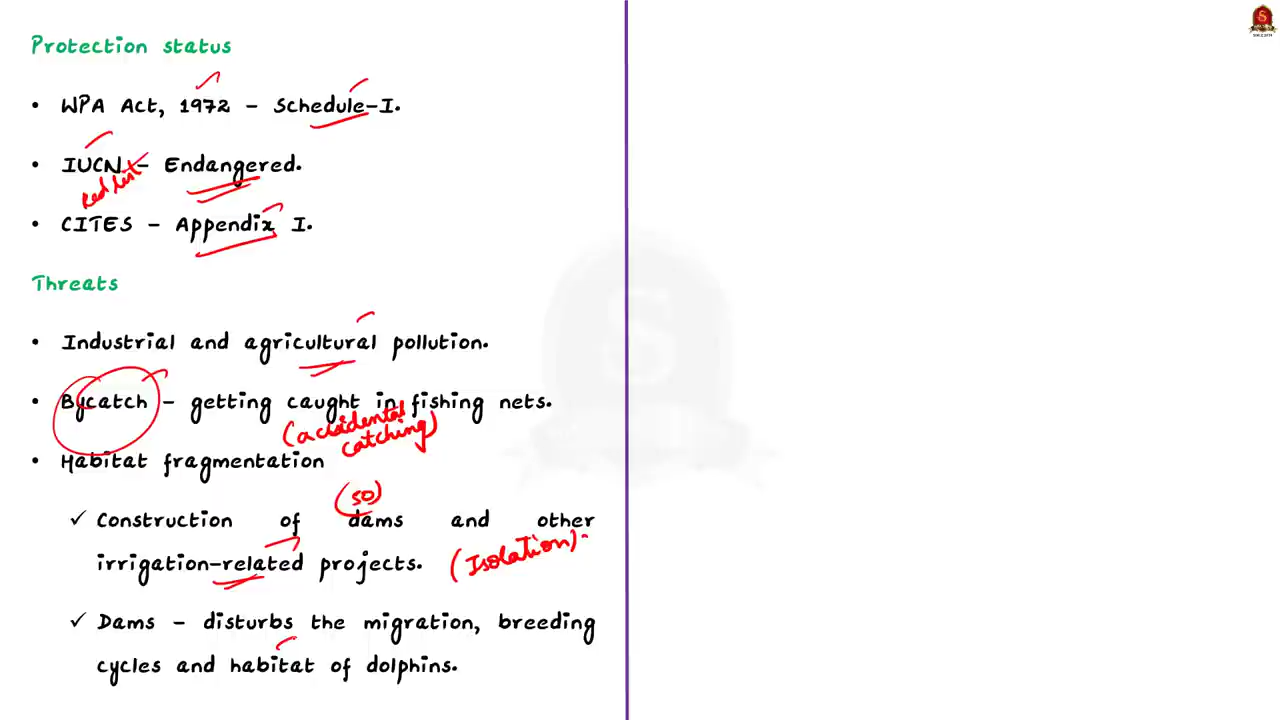 Protection status
• WPA Act, 1972 - Schedule-I.
• IUCN - Endangered.
Red list
• CITES - Appendix I.
Threats
• Industrial and agricultural pollution.
• Bycatch - getting caught in fishing nets.
(accidental
catching)
• Habitat fragmentation
(50)
✓ Construction of dams and other
irrigation-related projects. (Isolation)
✓ Dams - disturbs the migration, breeding
cycles and habitat of dolphins.